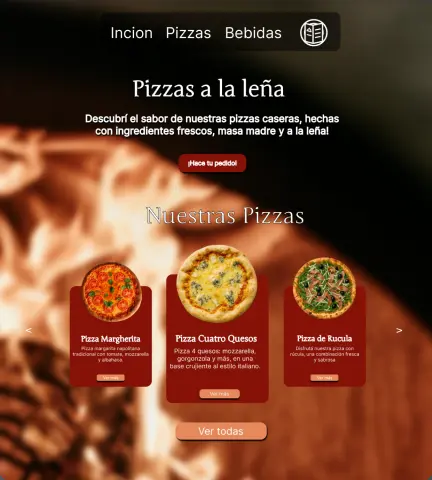 Incion Pizzas Bebidas
Pizzas a la leña
Descubrí el sabor de nuestras pizzas caseras, hechas
con ingredientes frescos, masa madre y a la leña!
¡Hace tu pedido!
Nuestras Pizzas
Pizza Margherita
Pizza margarita napolitana
tradicional con tomate, mozzarella
y albahaca.
Ver más
Pizza Cuatro Quesos
Pizza 4 quesos: mozzarella,
gorgonzola y más, en una
base crujiente al estilo italiano.
Ver más
Pizza de Rucula
Disfrutá nuestra pizza con
rúcula, una combinación fresca
y sabrosa
Ver más
<
>
Ver todas